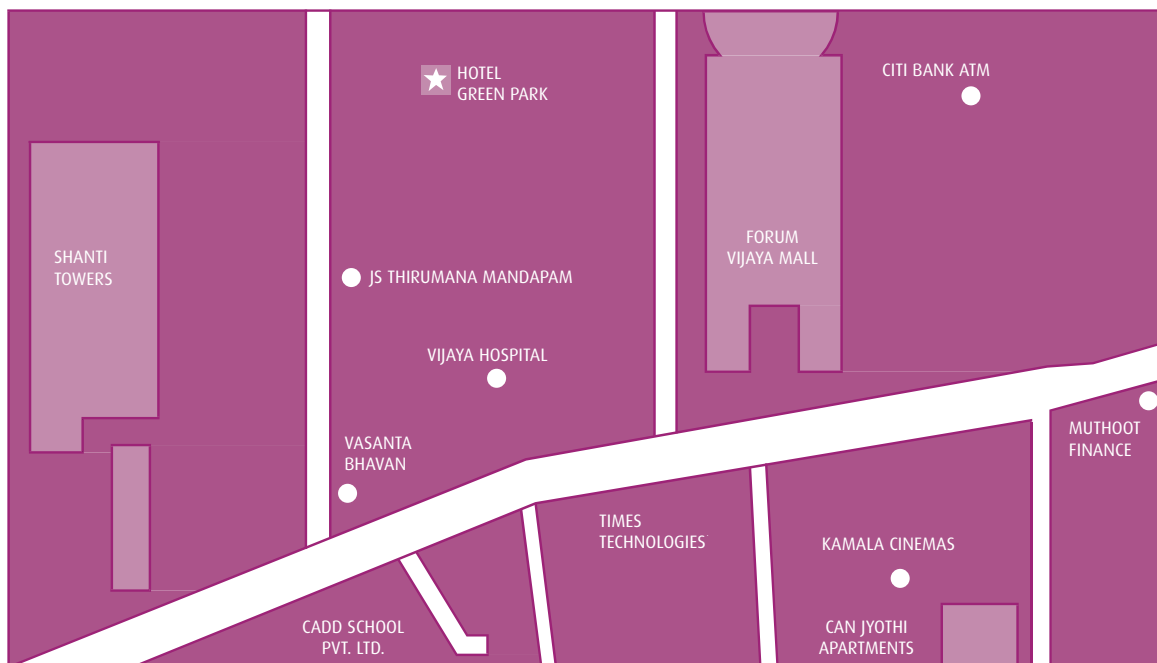 HOTEL
GREEN PARK
CITI BANK ATM
SHANTI
TOWERS
FORUM
VIJAYA MALL
JS THIRUMANA MANDAPAM
VIJAYA HOSPITAL
VASANTA
BHAVAN
MUTHOOT
FINANCE
TIMES
TECHNOLOGIES
KAMALA CINEMAS
CADD SCHOOL
PVT. LTD.
CAN JYOTHI
APARTMENTS